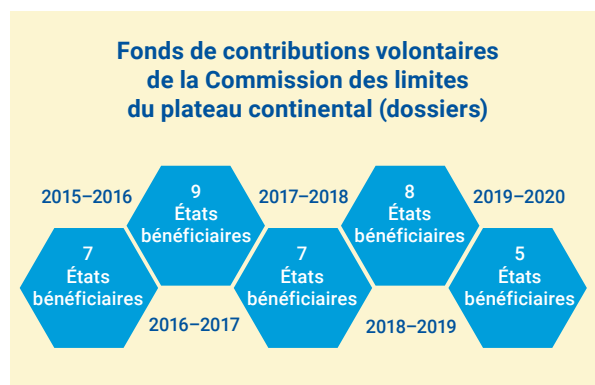 Fonds de contributions volontaires
de la Commission des limites
du plateau continental (dossiers)
2015–2016
7
États
bénéficiaires
9
États
bénéficiaires
2016–2017
2017–2018
7
États
bénéficiaires
8
États
bénéficiaires
2018–2019
2019–2020
5
États
bénéficiaires